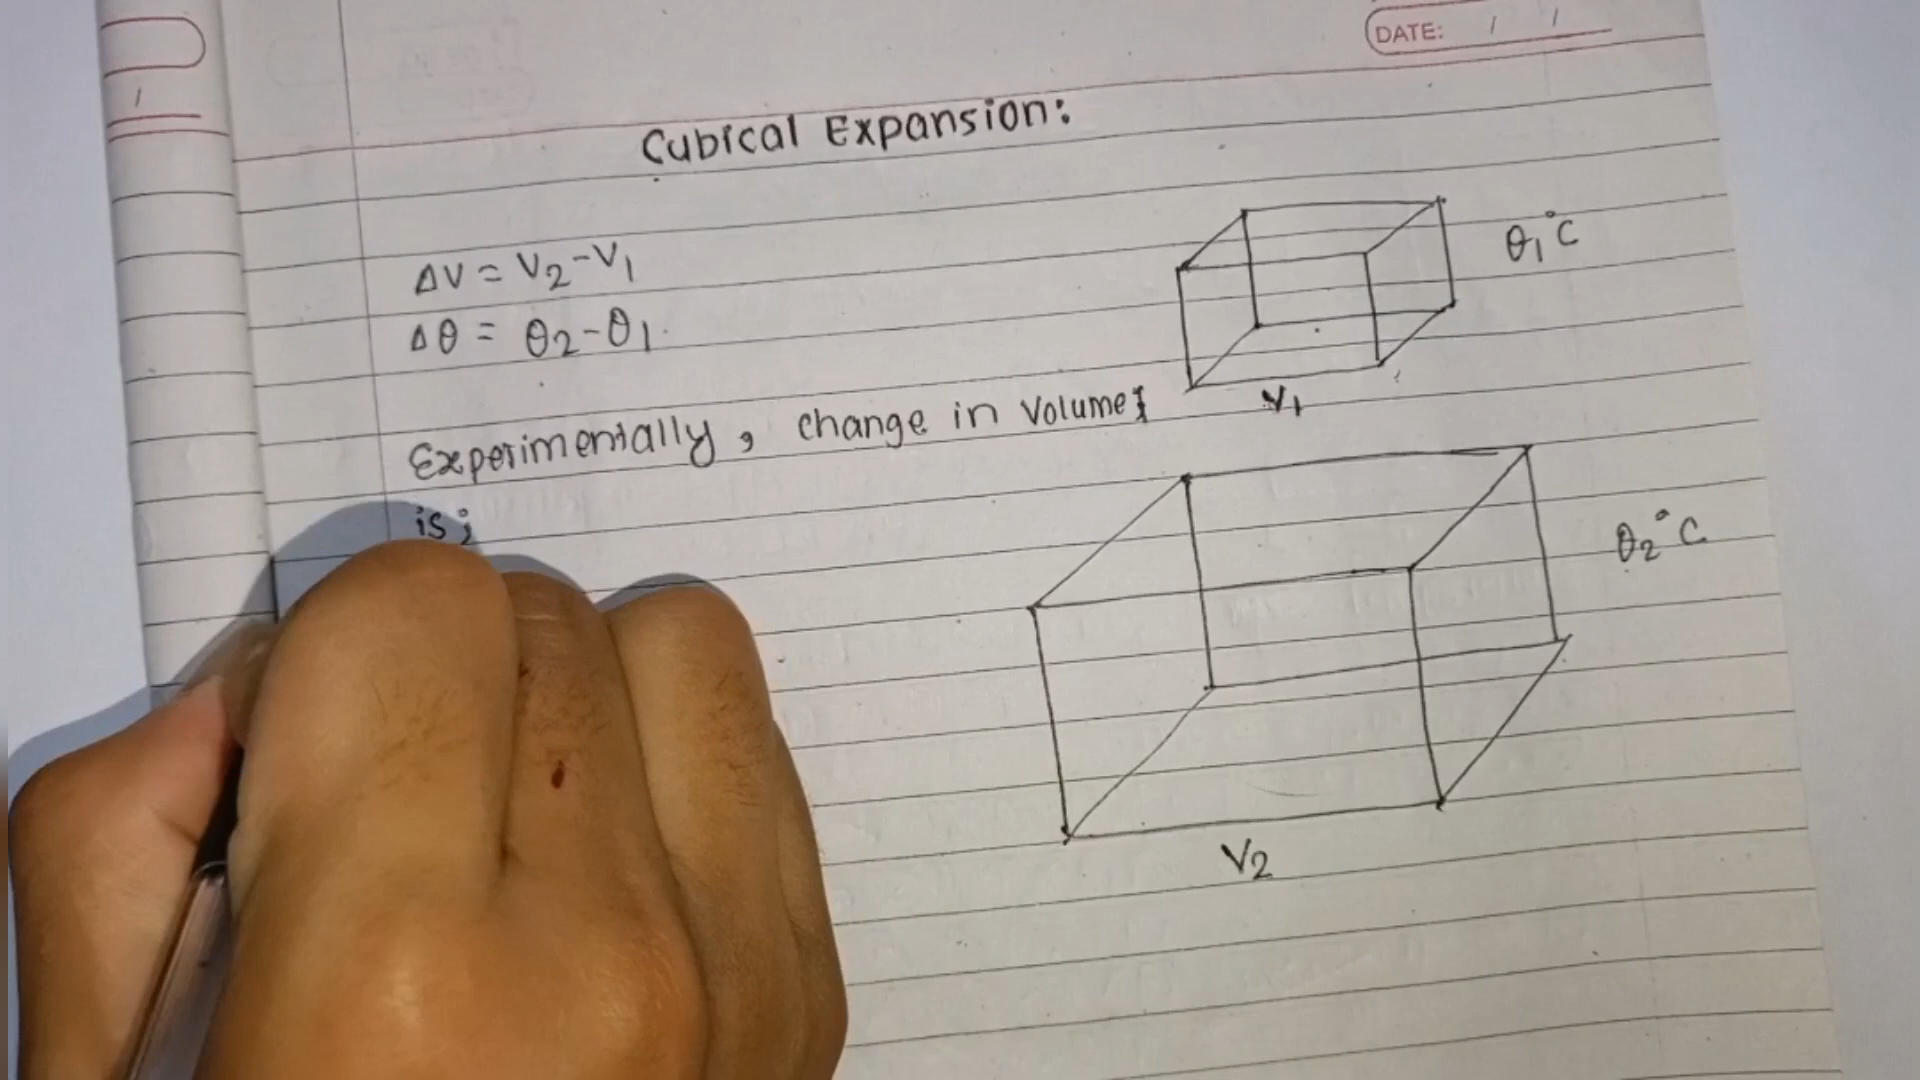 DATE: / /
/
Cubical Expansion:
ΔV = V₂-V₁
θ₁°C
Δθ = θ₂-θ₁.
V₁
Experimentally, change in Volume
is;
θ₂°C
V₂